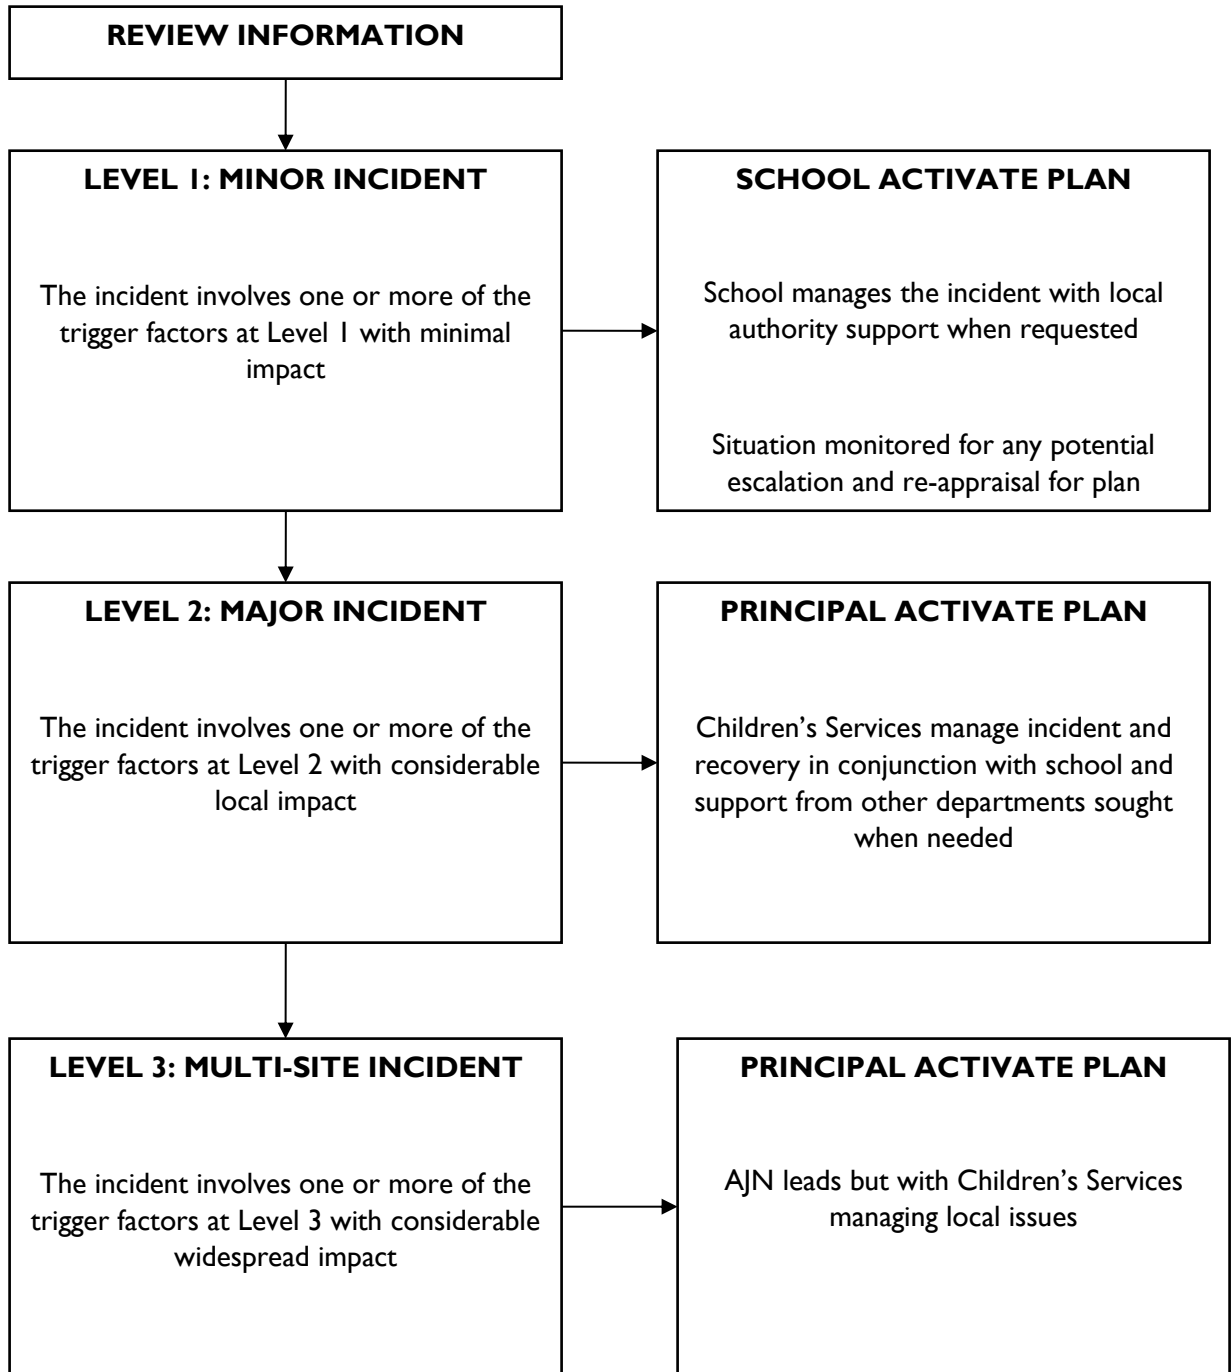 REVIEW INFORMATION
LEVEL 1: MINOR INCIDENT
The incident involves one or more of the
trigger factors at Level 1 with minimal
impact
SCHOOL ACTIVATE PLAN
School manages the incident with local
authority support when requested
Situation monitored for any potential
escalation and re-appraisal for plan
LEVEL 2: MAJOR INCIDENT
The incident involves one or more of the
trigger factors at Level 2 with considerable
local impact
PRINCIPAL ACTIVATE PLAN
Children’s Services manage incident and
recovery in conjunction with school and
support from other departments sought
when needed
LEVEL 3: MULTI-SITE INCIDENT
The incident involves one or more of the
trigger factors at Level 3 with considerable
widespread impact
PRINCIPAL ACTIVATE PLAN
AJN leads but with Children’s Services
managing local issues